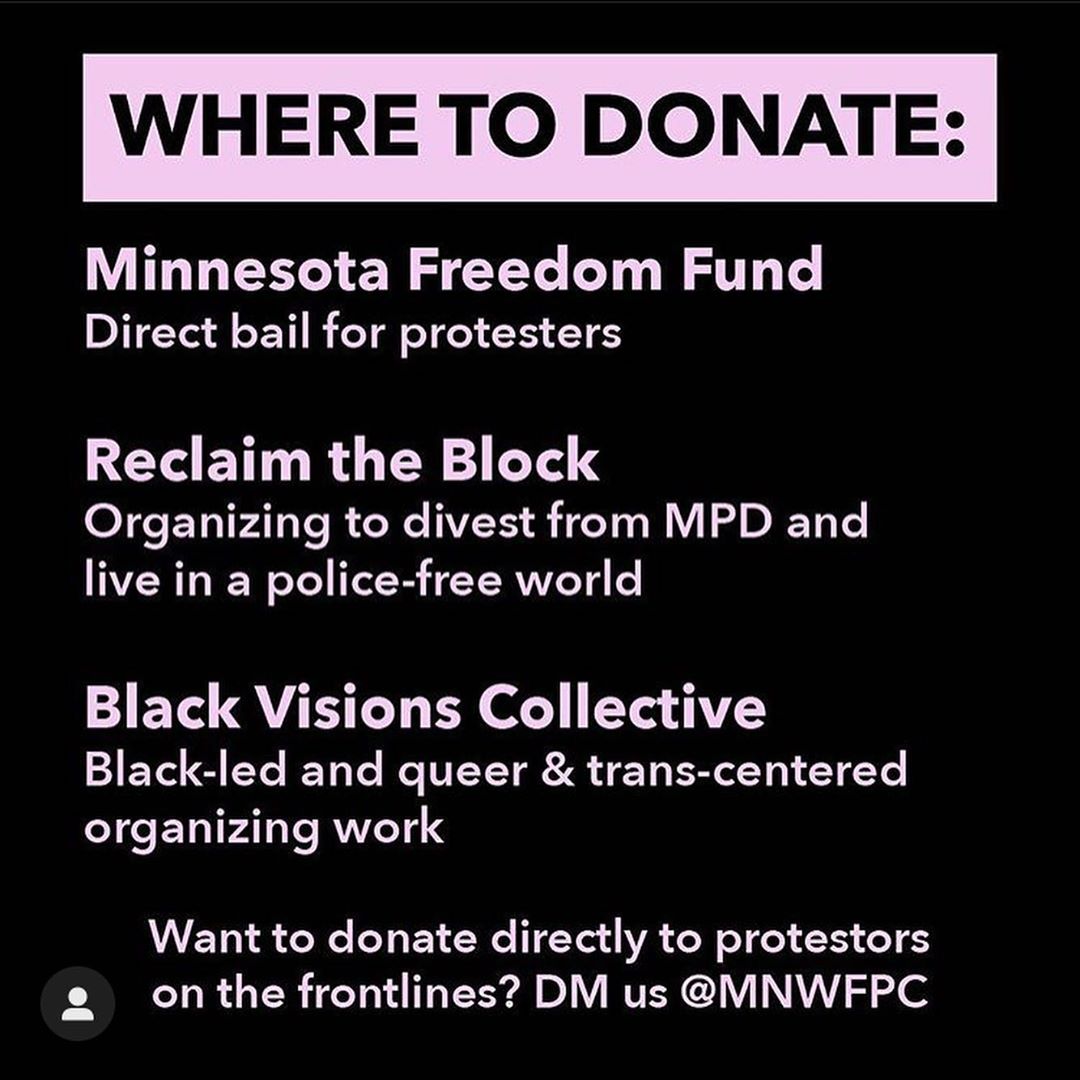 WHERE TO DONATE:
Minnesota Freedom Fund
Direct bail for protesters
Reclaim the Block
Organizing to divest from MPD and
live in a police-free world
Black Visions Collective
Black-led and queer & trans-centered
organizing work
Want to donate directly to protestors
on the frontlines? DM us @MNWFPC